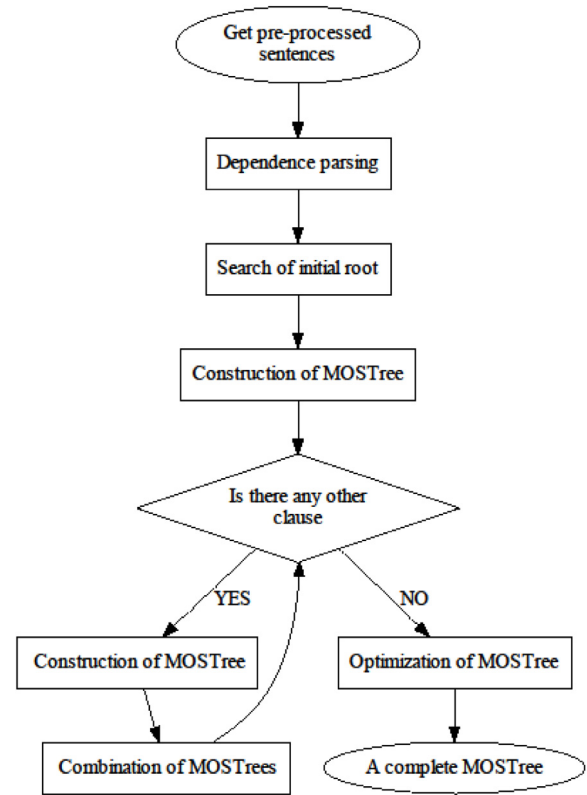 Get pre-processed
sentences
Dependence parsing
Search of initial root
Construction of MOSTree
Is there any other
clause
YES
NO
Construction of MOSTree
Optimization of MOSTree
Combination of MOSTrees
A complete MOSTree